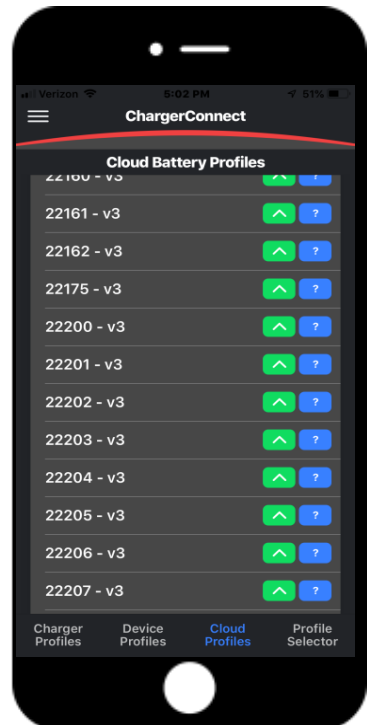 Verizon 5:02 PM 51%
ChargerConnect
Cloud Battery Profiles
22160 - v3 ?
22161 - v3 ?
22162 - v3 ?
22175 - v3 ?
22200 - v3 ?
22201 - v3 ?
22202 - v3 ?
22203 - v3 ?
22204 - v3 ?
22205 - v3 ?
22206 - v3 ?
22207 - v3 ?
Charger Profiles
Device Profiles
Cloud Profiles
Profile Selector